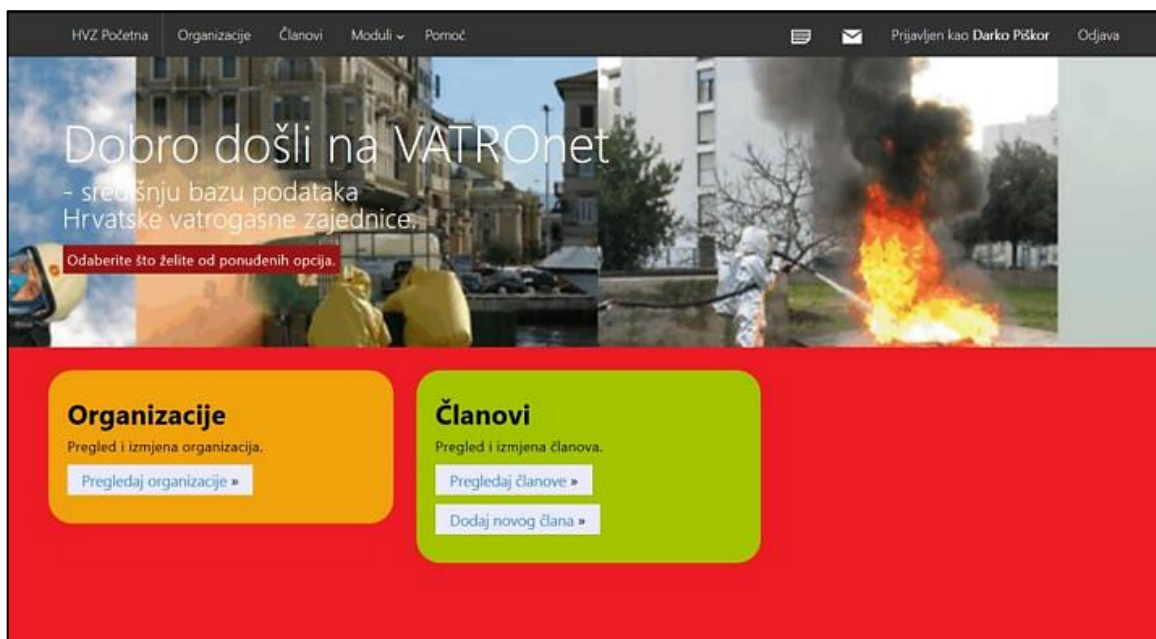 HVZ Početna Organizacije Članovi Moduli Pomoć Prijavljen kao Darko Piškor Odjava
Dobro došli na VATROnet
- središnju bazu podataka
Hrvatske vatrogasne zajednice.
Odaberite što želite od ponuđenih opcija.
Organizacije
Pregled i izmjena organizacija.
Pregledaj organizacije »
Članovi
Pregled i izmjena članova.
Pregledaj članove »
Dodaj novog člana »